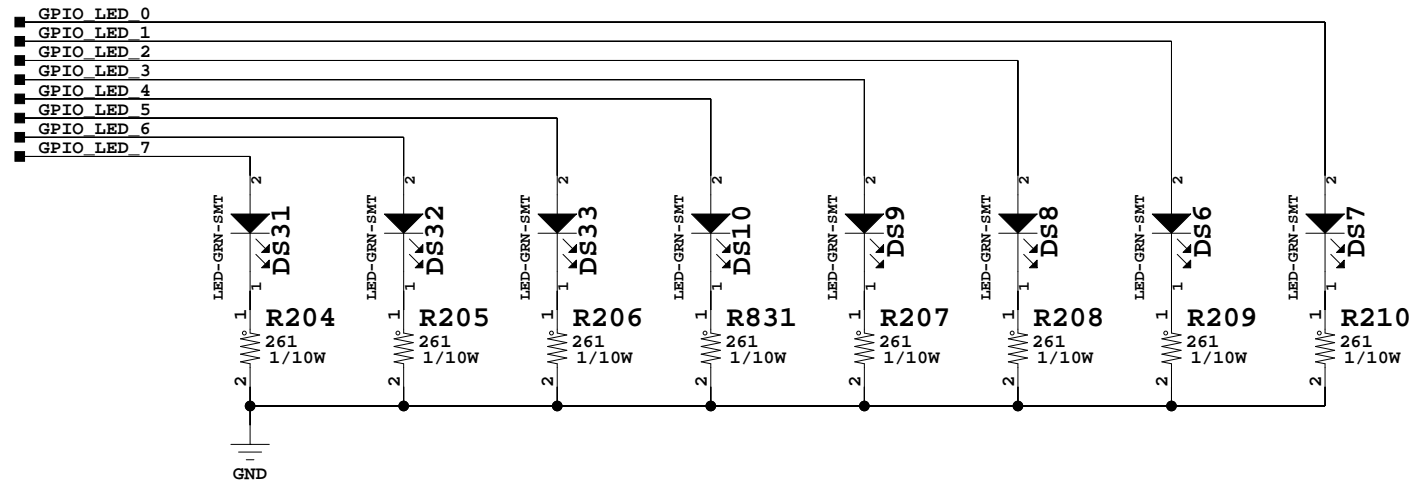 GPIO_LED_0
GPIO_LED_1
GPIO_LED_2
GPIO_LED_3
GPIO_LED_4
GPIO_LED_5
GPIO_LED_6
GPIO_LED_7
2 2 2 2 2 2 2 2
LED-GRN-SMT DS31 LED-GRN-SMT DS32 LED-GRN-SMT DS33 LED-GRN-SMT DS10 LED-GRN-SMT DS9 LED-GRN-SMT DS8 LED-GRN-SMT DS6 LED-GRN-SMT DS7
1 1 1 1 1 1 1 1
1 R204 1 R205 1 R206 1 R831 1 R207 1 R208 1 R209 1 R210
261 261 261 261 261 261 261 261
1/10W 1/10W 1/10W 1/10W 1/10W 1/10W 1/10W 1/10W
2 2 2 2 2 2 2 2
GND